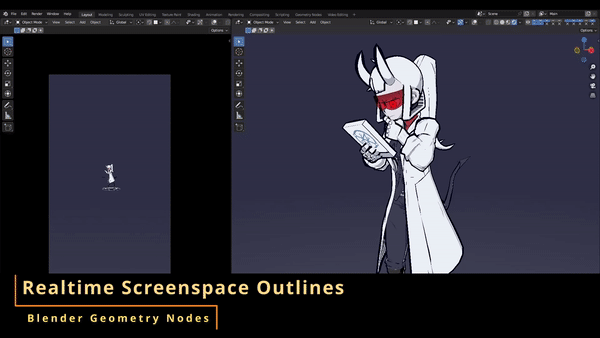 File Edit Render Window Help Layout Modeling Sculpting UV Editing Texture Paint Shading Animation Rendering Compositing Scripting Geometry Nodes Video Editing + Scene Main
Object Mode View Select Add Object Global Object Mode View Select Add Object Global
Options Options
Realtime Screenspace Outlines
Blender Geometry Nodes